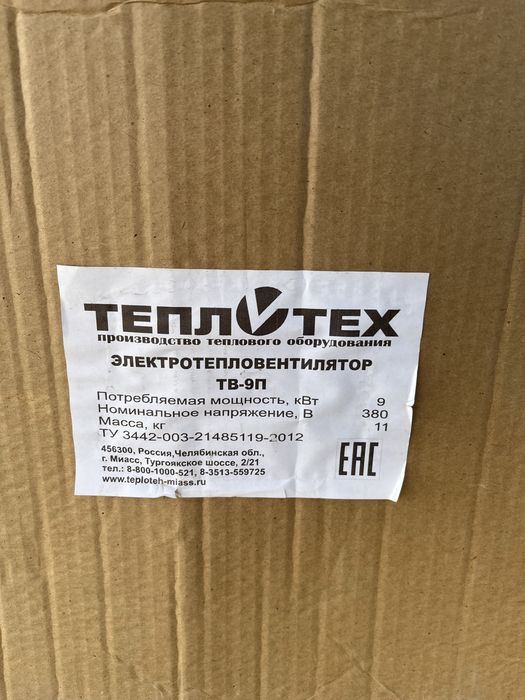 ТЕПЛОТЕХ
производство теплового оборудования
ЭЛЕКТРОТЕПЛОВЕНТИЛЯТОР
ТВ-9П
Потребляемая мощность, кВт 9
Номинальное напряжение, В 380
Масса, кг 11
ТУ 3442-003-21485119-2012
456300, Россия,Челябинская обл.,
г. Миасс, Тургоякское шоссе, 2/21
тел.: 8-800-1000-521, 8-3513-559725
www.teploteh-miass.ru
EAC